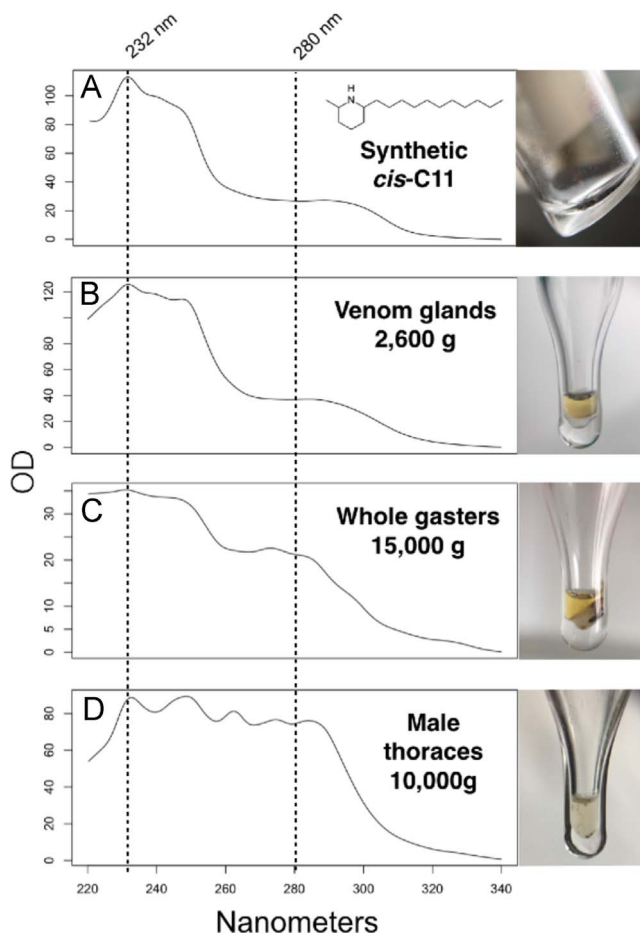 232 nm
280 nm
A
H
N
Synthetic
cis-C11
100
80
60
40
20
0
B
Venom glands
2,600 g
120
80
60
40
20
0
OD
C
Whole gasters
15,000 g
30
20
10
5
0
D
Male
thoraces
10,000g
80
60
40
20
0
220 240 260 280 300 320 340
Nanometers